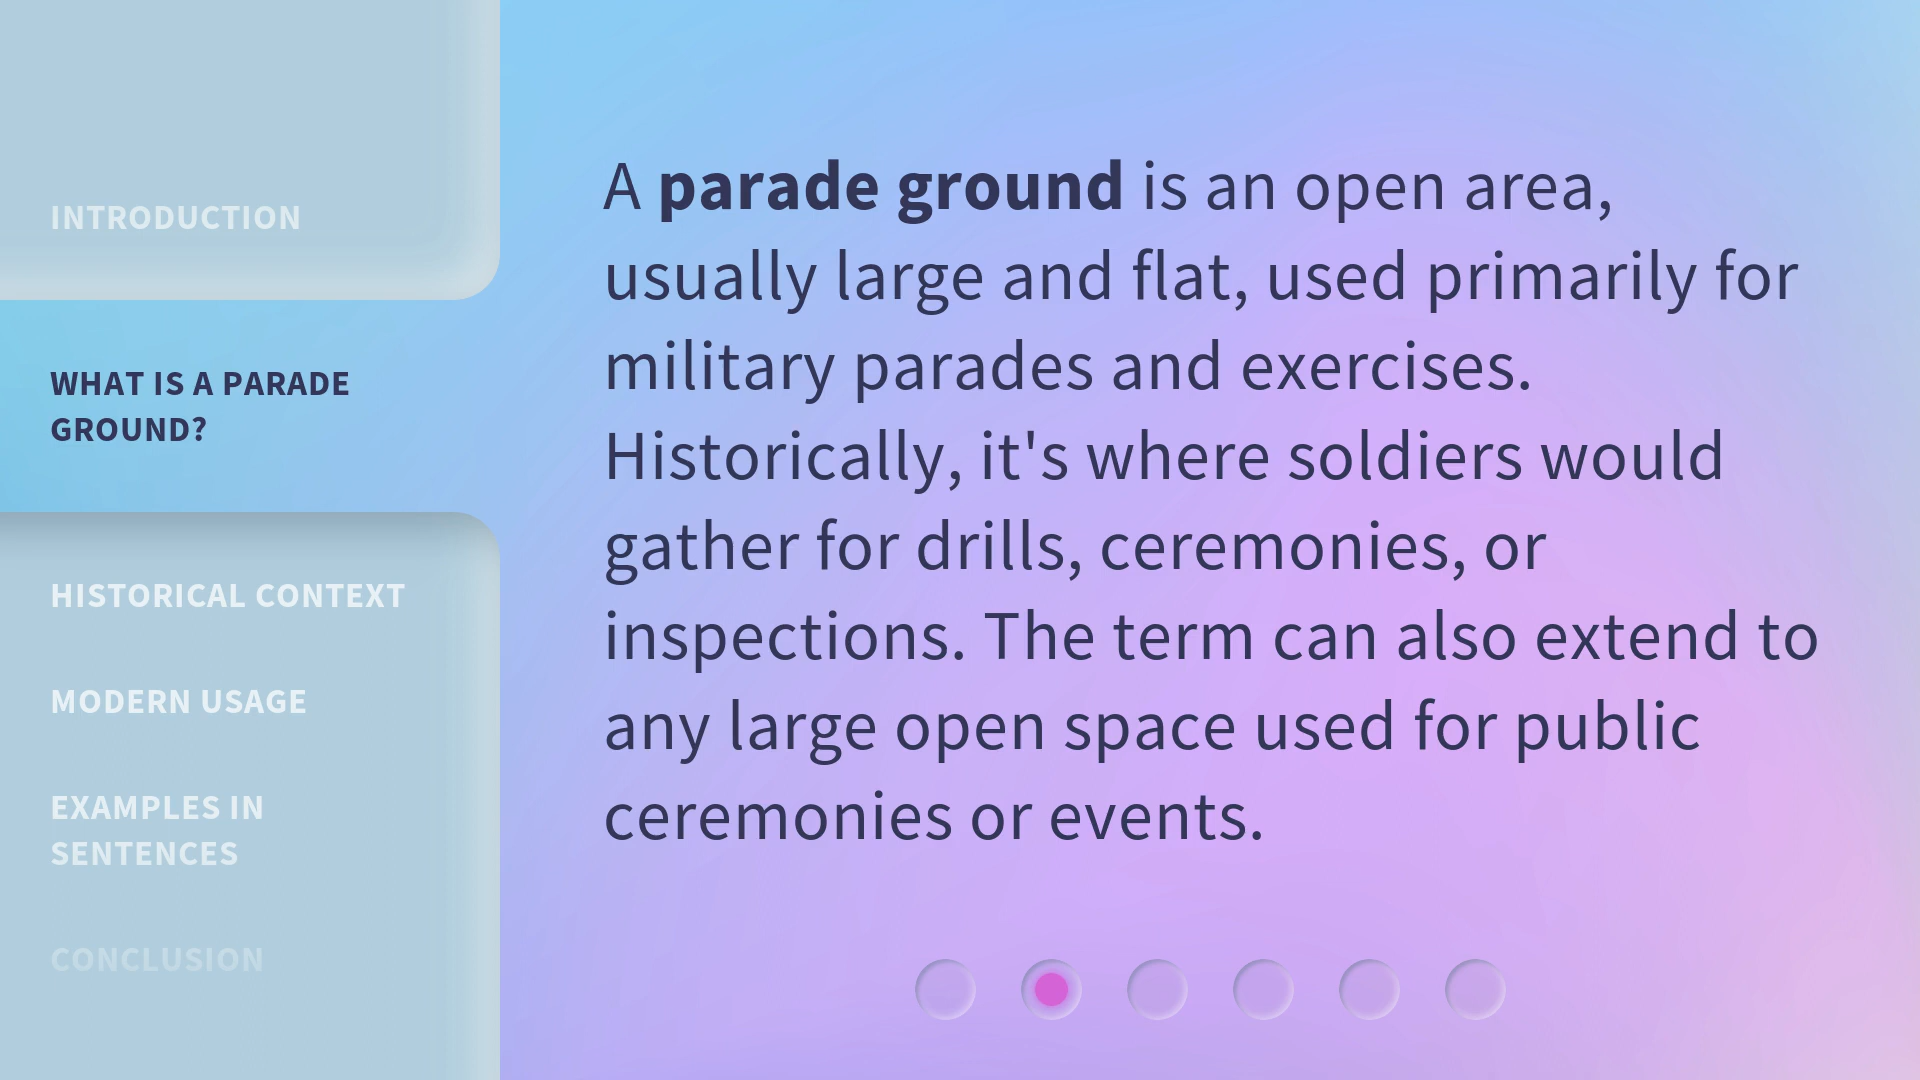 INTRODUCTION
WHAT IS A PARADE
GROUND?
HISTORICAL CONTEXT
MODERN USAGE
EXAMPLES IN
SENTENCES
CONCLUSION
A parade ground is an open area,
usually large and flat, used primarily for
military parades and exercises.
Historically, it's where soldiers would
gather for drills, ceremonies, or
inspections. The term can also extend to
any large open space used for public
ceremonies or events.